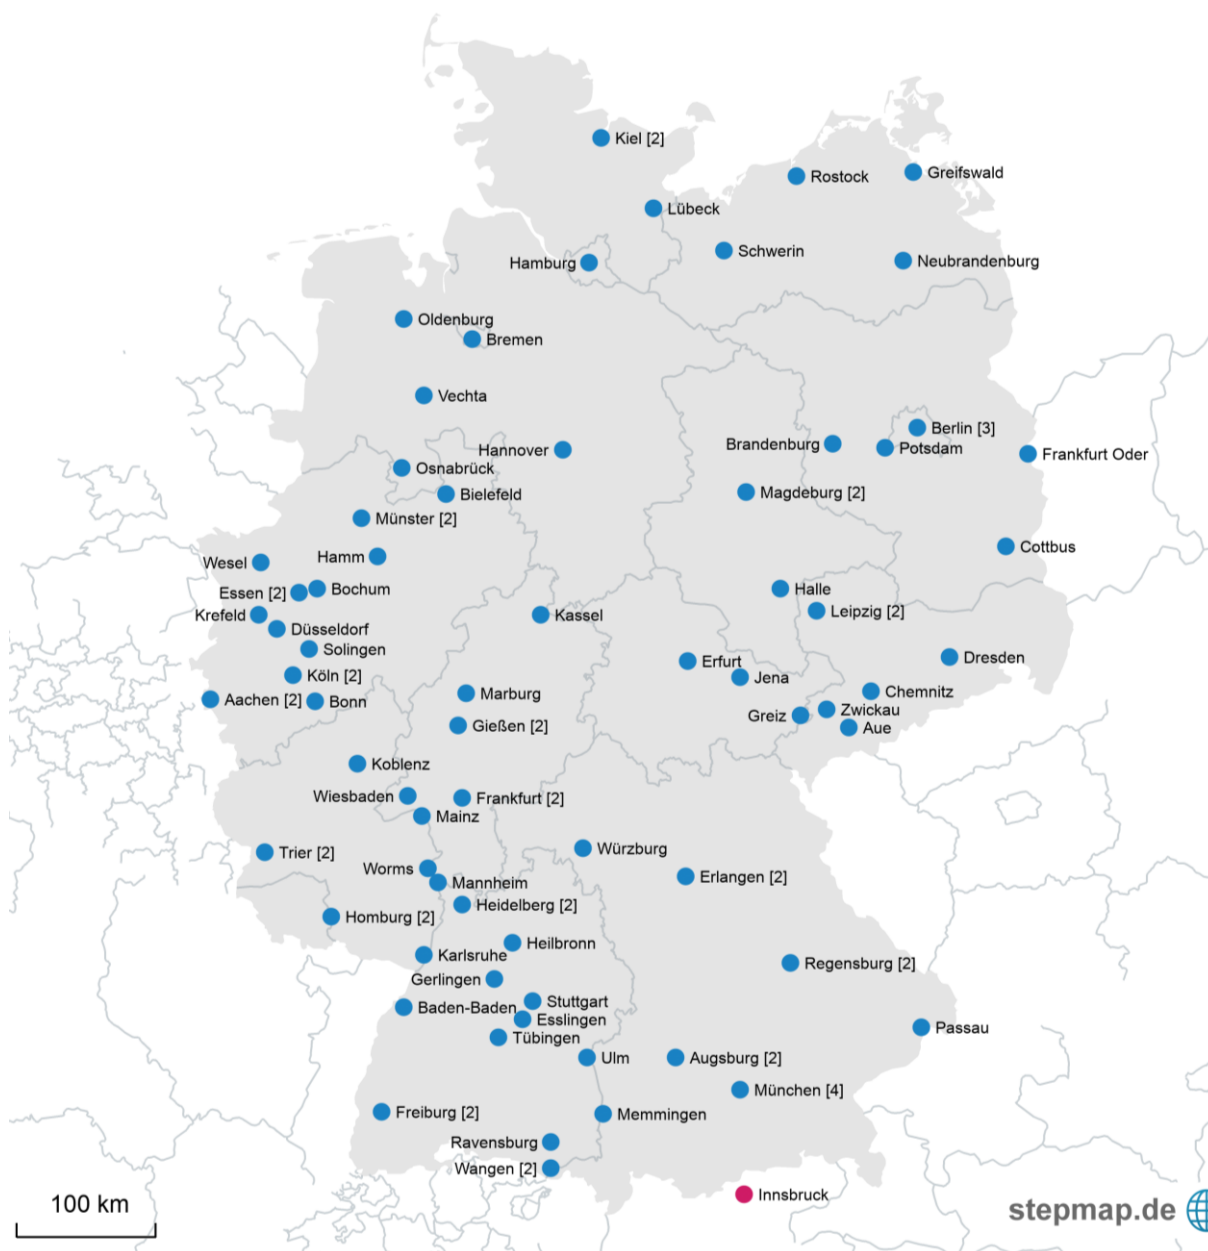 Kiel [2]
Rostock
Greifswald
Lübeck
Schwerin
Hamburg
Neubrandenburg
Oldenburg
Bremen
Vechta
Berlin [3]
Brandenburg
Potsdam
Hannover
Frankfurt Oder
Osnabrück
Bielefeld
Magdeburg [2]
Münster [2]
Cottbus
Hamm
Wesel
Bochum
Essen [2]
Halle
Leipzig [2]
Krefeld
Kassel
Düsseldorf
Solingen
Dresden
Erfurt
Köln [2]
Jena
Chemnitz
Marburg
Aachen [2]
Bonn
Zwickau
Greiz
Gießen [2]
Aue
Koblenz
Wiesbaden
Frankfurt [2]
Mainz
Würzburg
Trier [2]
Worms
Erlangen [2]
Mannheim
Heidelberg [2]
Homburg [2]
Heilbronn
Karlsruhe
Regensburg [2]
Gerlingen
Stuttgart
Baden-Baden
Esslingen
Passau
Tübingen
Ulm
Augsburg [2]
München [4]
Freiburg [2]
Memmingen
Ravensburg
Wangen [2]
Innsbruck
100 km
stepmap.de